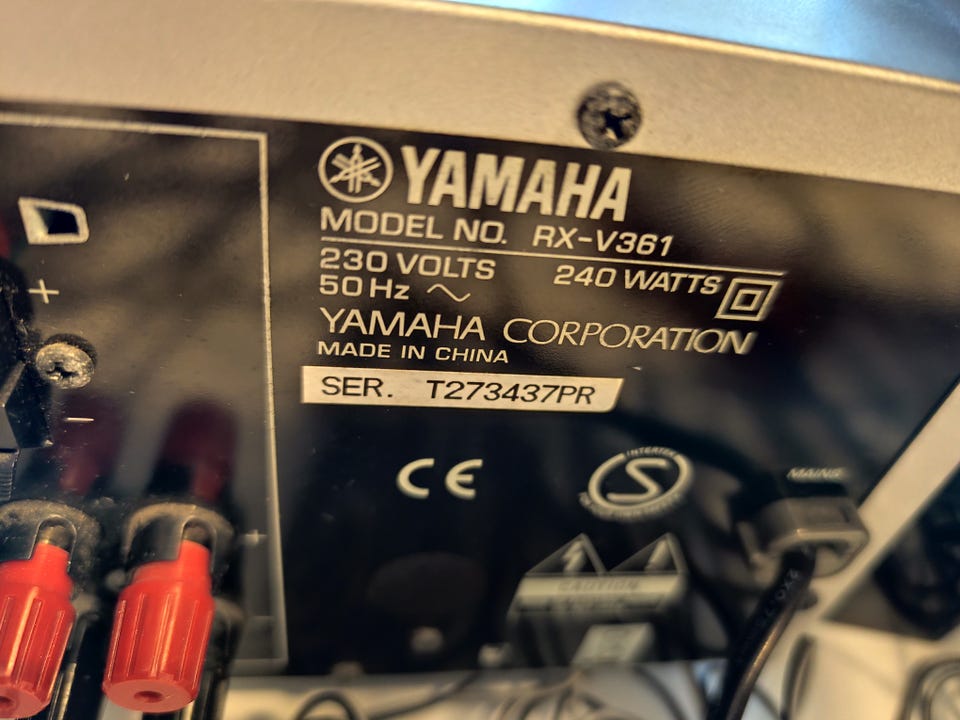 YAMAHA
MODEL NO. RX-V361
230 VOLTS 240 WATTS
50 Hz
YAMAHA CORPORATION
MADE IN CHINA
SER. T273437PR
CE
INTERTEK
S
MAINS
CAUTION
+
−
+